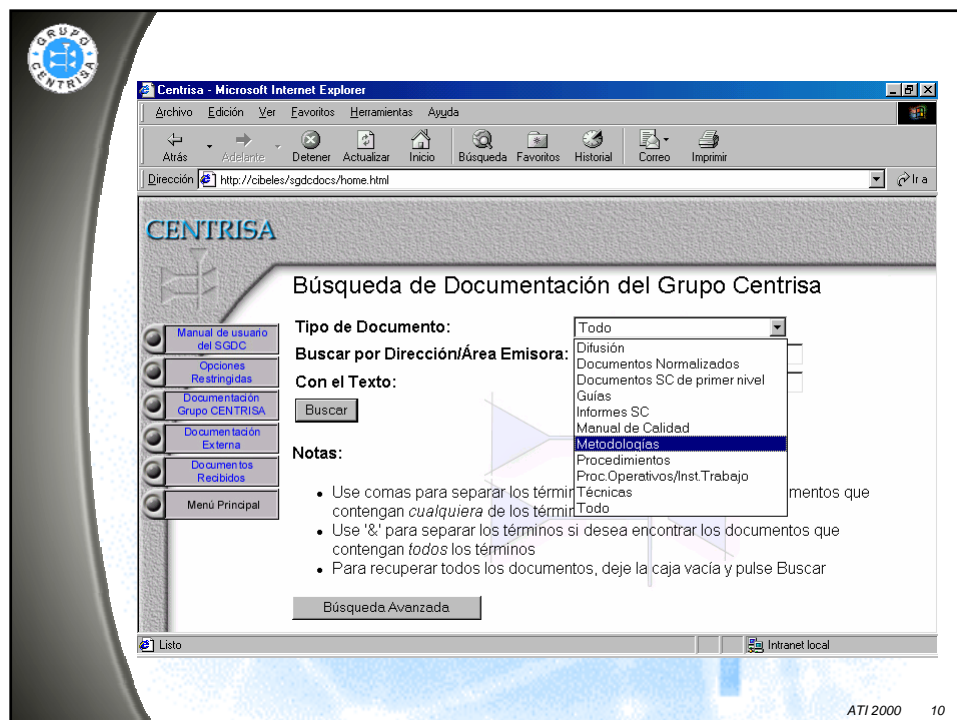 GRUPO CENTRISA
Centrisa - Microsoft Internet Explorer
Archivo Edición Ver Favoritos Herramientas Ayuda
Atrás Adelante Detener Actualizar Inicio Búsqueda Favoritos Historial Correo Imprimir
Dirección http://cibeles/sgdcdocs/home.html Ir a
CENTRISA
Búsqueda de Documentación del Grupo Centrisa
Manual de usuario
del SGDC
Opciones
Restringidas
Documentación
Grupo CENTRISA
Documentación
Externa
Documentos
Recibidos
Menú Principal
Tipo de Documento: Todo
Buscar por Dirección/Área Emisora:
Con el Texto:
Buscar
Difusión
Documentos Normalizados
Documentos SC de primer nivel
Guías
Informes SC
Manual de Calidad
Metodologías
Procedimientos
Proc.Operativos/Inst.Trabajo
Técnicas
Todo
Notas:
• Use comas para separar los términ mentos que
contengan cualquiera de los términ
• Use '&' para separar los términos si desea encontrar los documentos que
contengan todos los términos
• Para recuperar todos los documentos, deje la caja vacía y pulse Buscar
Búsqueda Avanzada
Listo Intranet local
ATI 2000 10